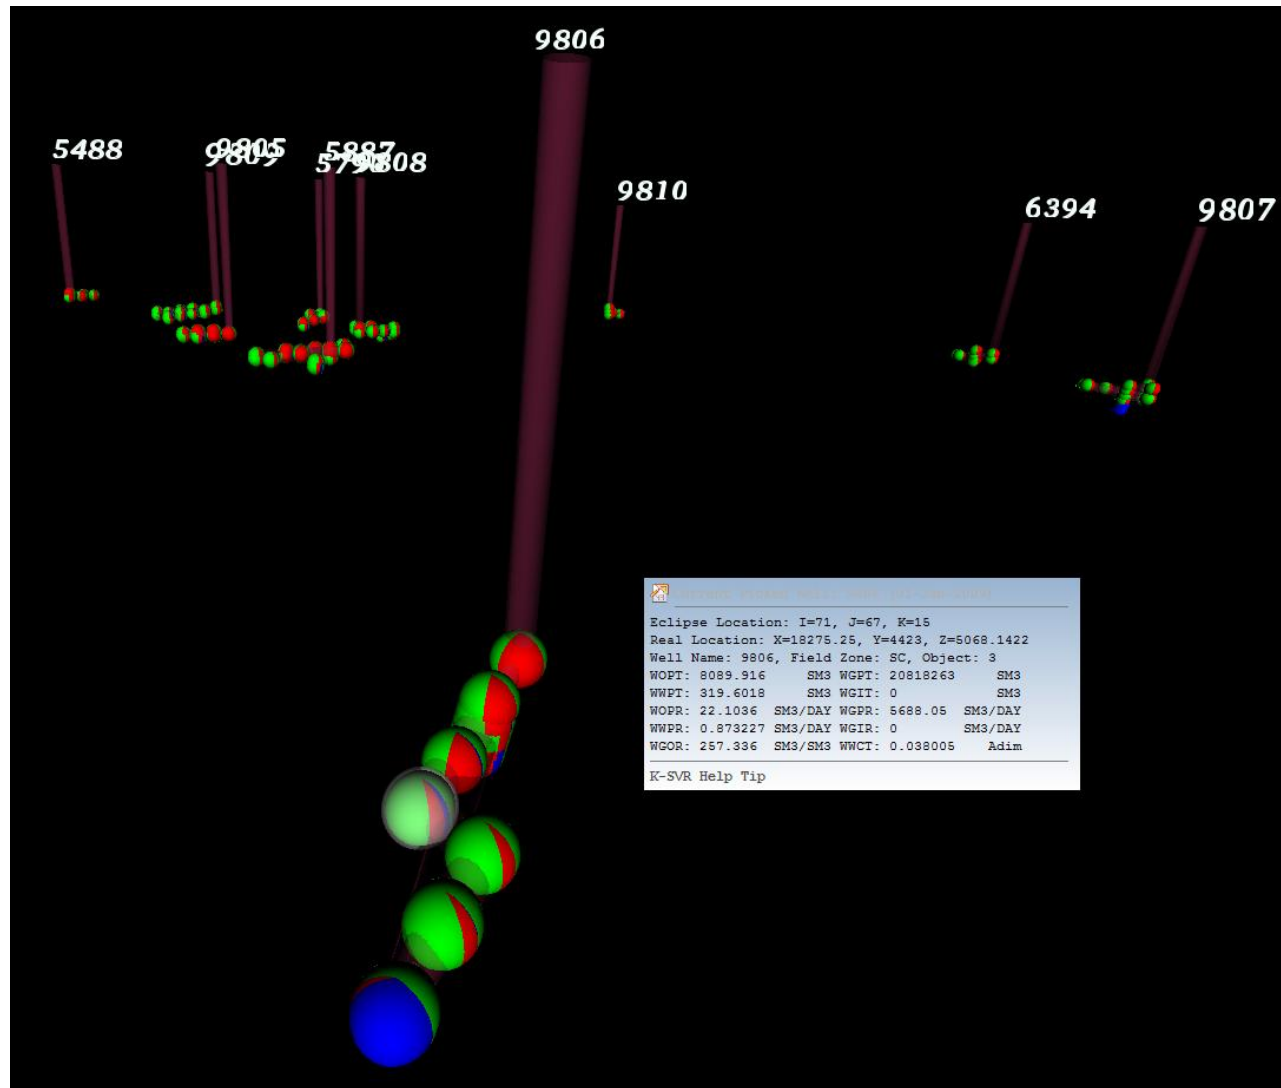 9806
5488
9805
9809
5887
9808
9810
6394
9807
Eclipse Location: I=71, J=67, K=15
Real Location: X=18275.25, Y=4423, Z=5068.1422
Well Name: 9806, Field Zone: SC, Object: 3
WOPT: 8089.916 SM3 WGPT: 20818263 SM3
WWPT: 319.6018 SM3 WGIT: 0 SM3
WOPR: 22.1036 SM3/DAY WGPR: 5688.05 SM3/DAY
WWPR: 0.873227 SM3/DAY WGIR: 0 SM3/DAY
WGOR: 257.336 SM3/SM3 WWCT: 0.038005 Adim
K-SVR Help Tip